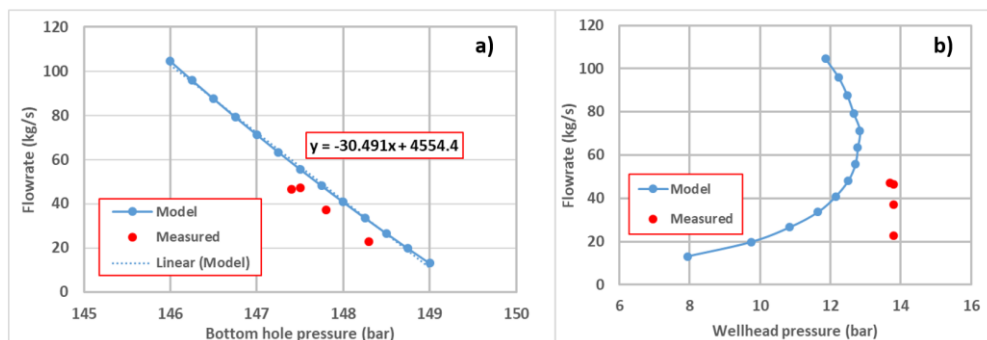 a)
Flowrate (kg/s)
120
100
80
60
40
20
0
y = -30.491x + 4554.4
Model
Measured
Linear (Model)
145 146 147 148 149 150
Bottom hole pressure (bar)
b)
Flowrate (kg/s)
120
100
80
60
40
20
0
Model
Measured
6 8 10 12 14 16
Wellhead pressure (bar)